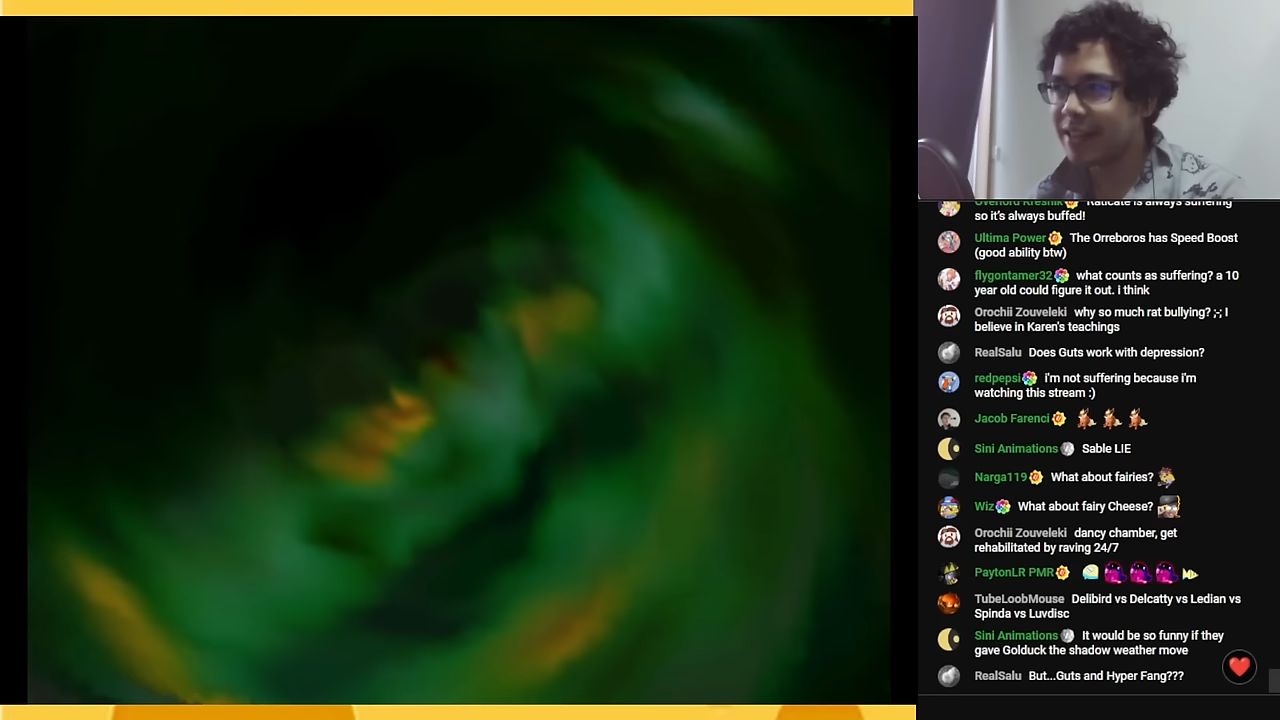 Overlord Kresnik Raticate is always suffering
so it's always buffed!
Ultima Power The Orreboros has Speed Boost
(good ability btw)
flygontamer32 what counts as suffering? a 10
year old could figure it out. i think
Orochii Zouveleki why so much rat bullying? ;-; I
believe in Karen's teachings
RealSalu Does Guts work with depression?
redpepsi i'm not suffering because i'm
watching this stream :)
Jacob Farenci
Sini Animations Sable LIE
Narga119 What about fairies?
Wiz What about fairy Cheese?
Orochii Zouveleki dancy chamber, get
rehabilitated by raving 24/7
PaytonLR PMR
TubeLoobMouse Delibird vs Delcatty vs Ledian vs
Spinda vs Luvdisc
Sini Animations It would be so funny if they
gave Golduck the shadow weather move
RealSalu But...Guts and Hyper Fang???